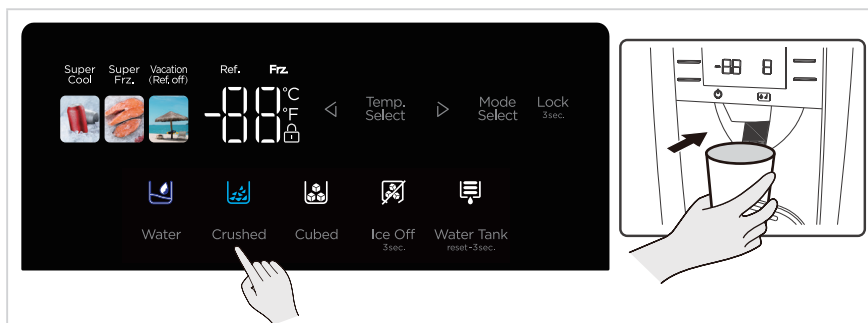 Super Cool
Super Frz.
Vacation (Ref, off)
Ref.
Frz.
-88
°C
°F
Temp. Select
Mode Select
Lock
3sec.
Water
Crushed
Cubed
Ice Off
3sec.
Water Tank
reset-3sec.
-88 8